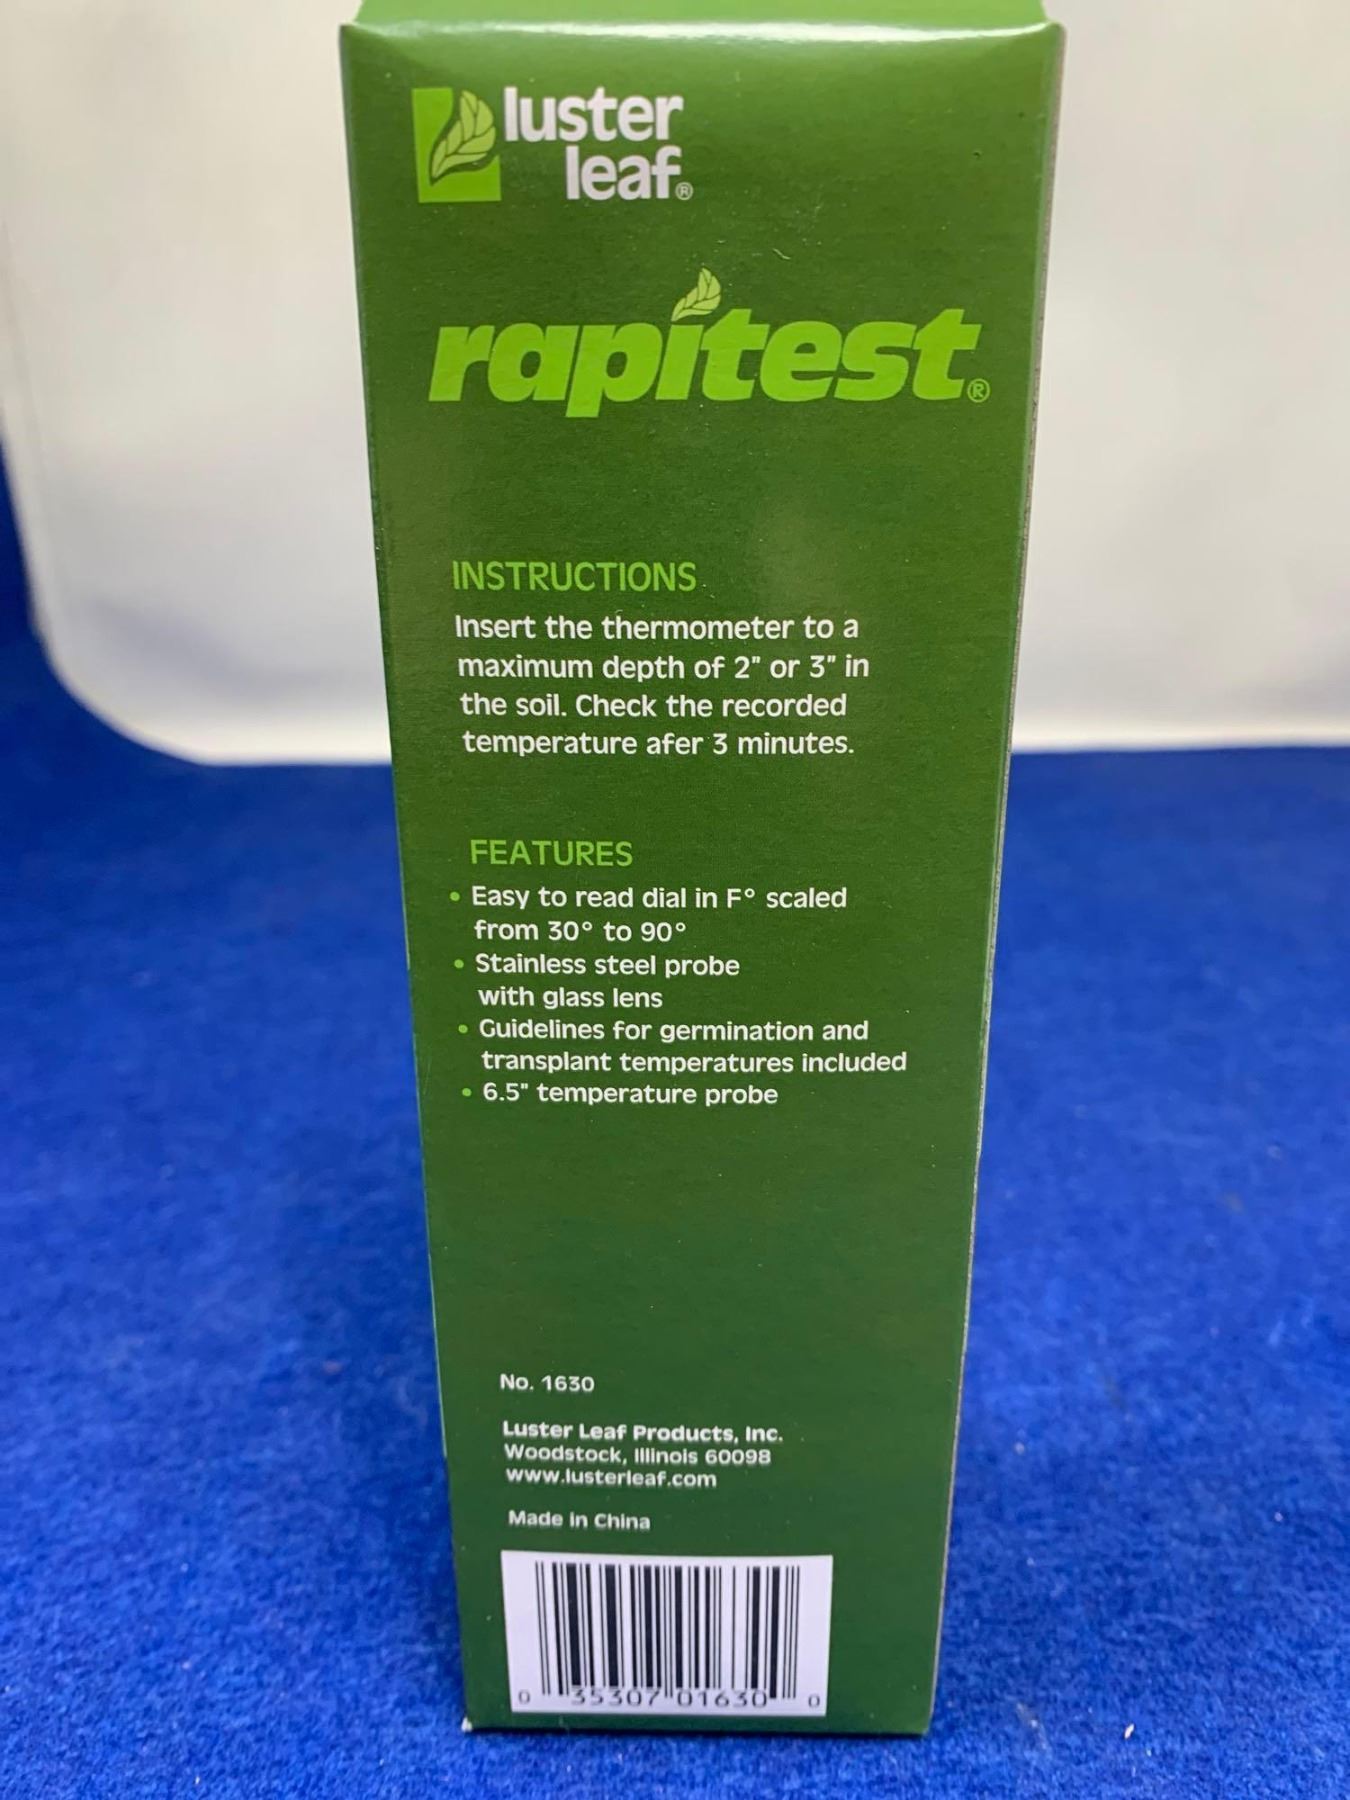 luster
leaf®
rapitest®
INSTRUCTIONS
Insert the thermometer to a
maximum depth of 2" or 3" in
the soil. Check the recorded
temperature afer 3 minutes.
FEATURES
• Easy to read dial in F° scaled
from 30° to 90°
• Stainless steel probe
with glass lens
• Guidelines for germination and
transplant temperatures included
• 6.5" temperature probe
No. 1630
Luster Leaf Products, Inc.
Woodstock, Illinois 60098
www.lusterleaf.com
Made in China
0 35307 01630 0